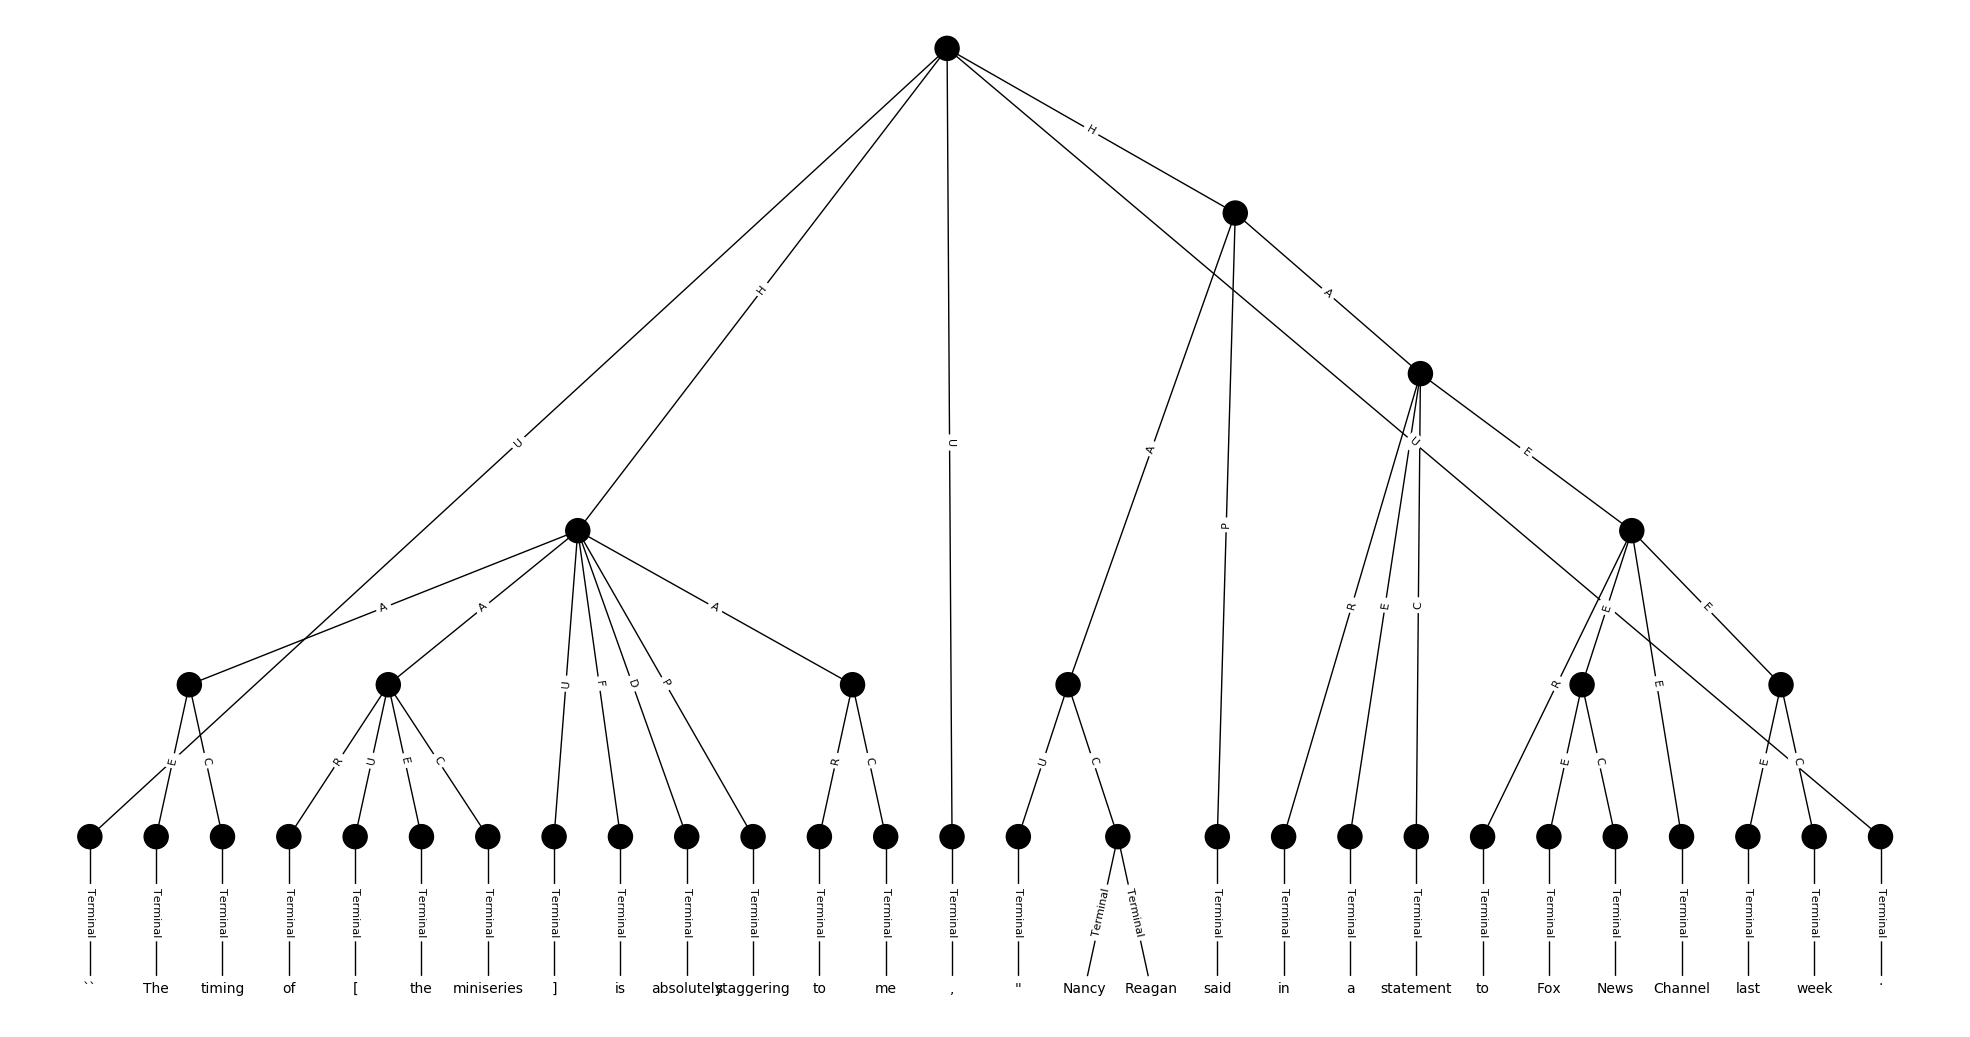 H
H
A
A
U
U
U
A
E
P
A
A
R
E
C
E
E
U
F
D
P
R
E
E
C
R
U
E
C
R
C
U
C
E
C
E
C
Terminal Terminal Terminal Terminal Terminal Terminal Terminal Terminal Terminal Terminal Terminal Terminal Terminal Terminal Terminal Terminal Terminal Terminal Terminal Terminal Terminal Terminal Terminal Terminal Terminal Terminal Terminal Terminal
`` The timing of [ the miniseries ] is absolutely staggering to me , " Nancy Reagan said in a statement to Fox News Channel last week .